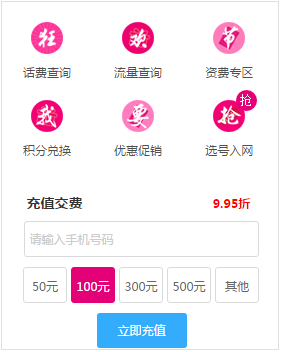 狂 欢 节
话费查询 流量查询 资费专区
我 要 抢 抢
积分兑换 优惠促销 选号入网
充值交费 9.95折
请输入手机号码
50元 100元 300元 500元 其他
立即充值